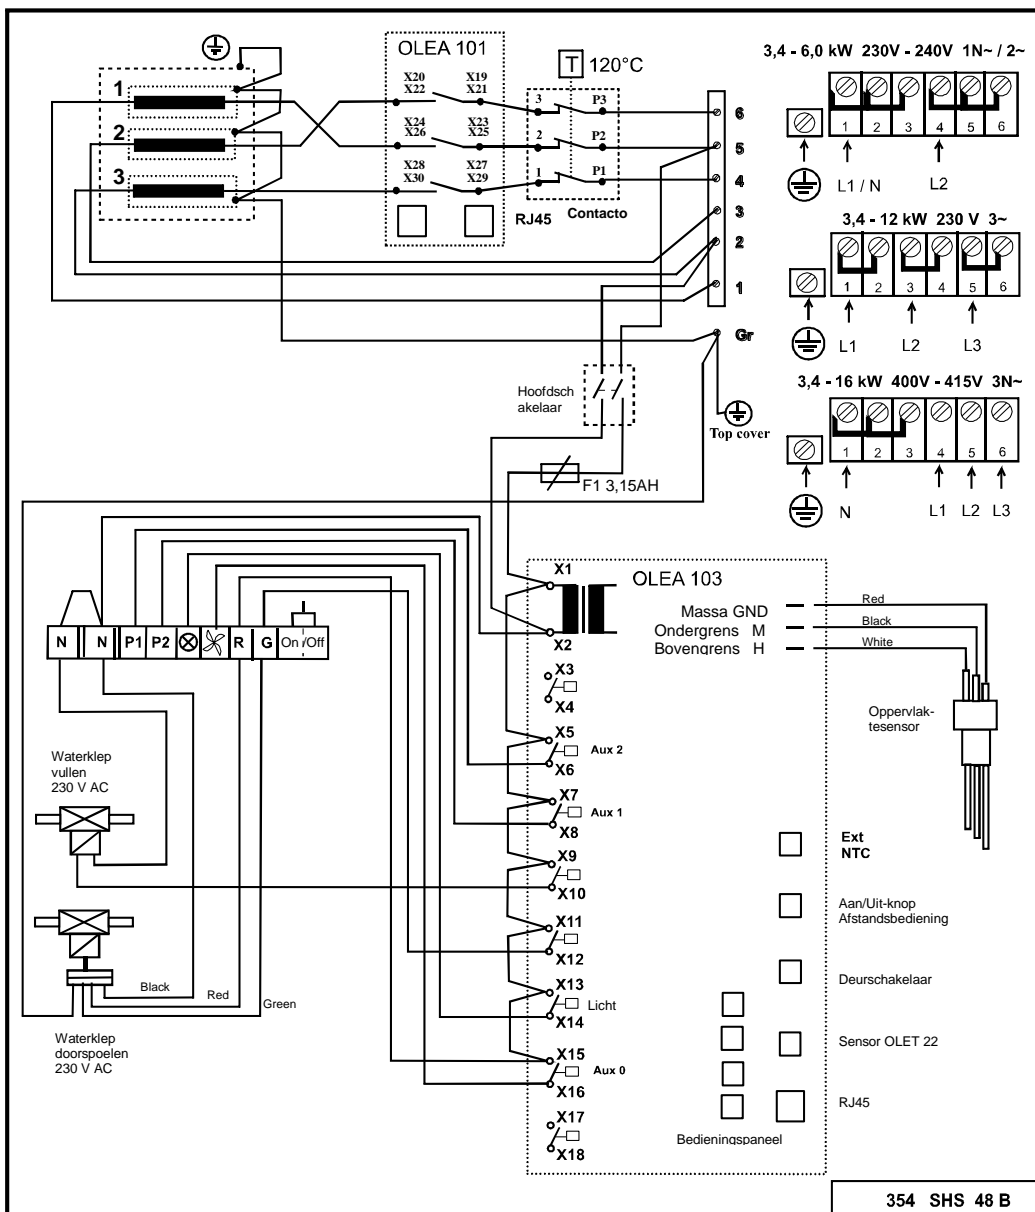 OLEA 101
T 120°C
1
2
3
X20 X19
X22 X21
X24 X23
X26 X25
X28 X27
X30 X29
3 P3
2 P2
1 P1
RJ45
Contacto
6
5
4
3
2
1
Gr
Top cover
Hoofdsch
akelaar
F1 3,15AH
3,4 - 6,0 kW 230V - 240V 1N~ / 2~
1 2 3 4 5 6
L1 / N L2
3,4 - 12 kW 230 V 3~
1 2 3 4 5 6
L1 L2 L3
3,4 - 16 kW 400V - 415V 3N~
1 2 3 4 5 6
N L1 L2 L3
N N P1 P2 R G On /Off
Waterklep
vullen
230 V AC
Black
Red
Green
Waterklep
doorspoelen
230 V AC
OLEA 103
X1
X2
X3
X4
X5
Aux 2
X6
X7
Aux 1
X8
X9
X10
X11
X12
X13
Licht
X14
X15
Aux 0
X16
X17
X18
Massa GND
Ondergrens M
Bovengrens H
Red
Black
White
Oppervlak-
tesensor
Ext
NTC
Aan/Uit-knop
Afstandsbediening
Deurschakelaar
Sensor OLET 22
RJ45
Bedieningspaneel
354 SHS 48 B